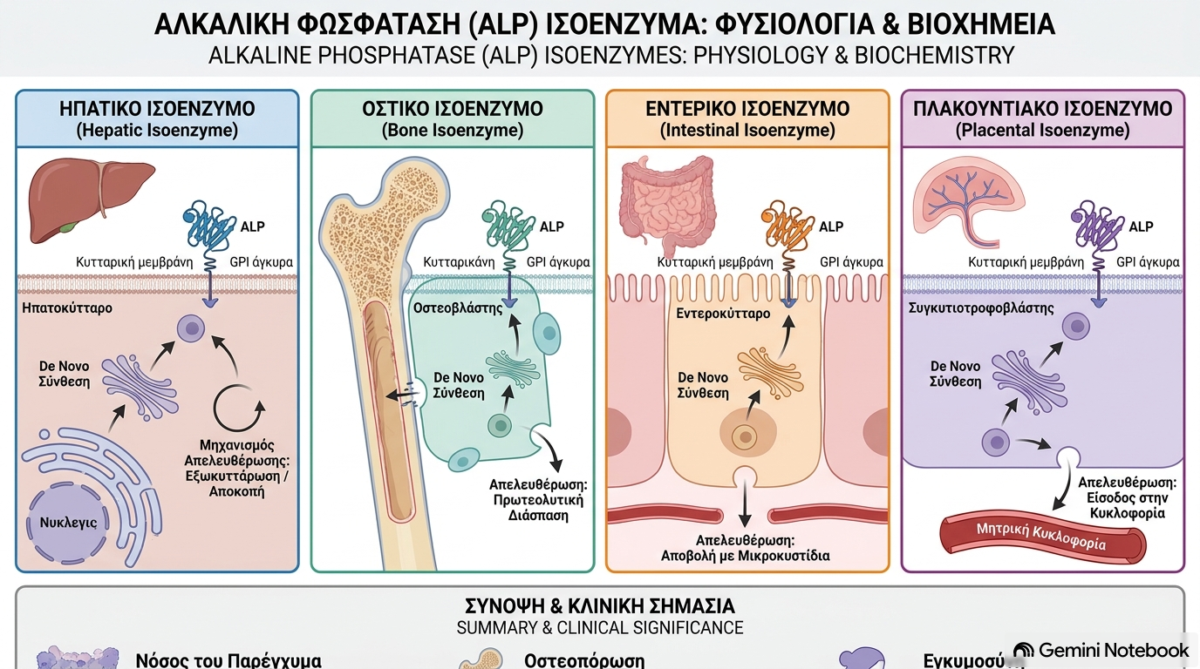 ΑΛΚΑΛΙΚΗ ΦΩΣΦΑΤΑΣΗ (ALP) ΙΣΟΕΝΖΥΜΑ: ΦΥΣΙΟΛΟΓΙΑ & ΒΙΟΧΗΜΕΙΑ
ALKALINE PHOSPHATASE (ALP) ISOENZYMES: PHYSIOLOGY & BIOCHEMISTRY
ΗΠΑΤΙΚΟ ΙΣΟΕΝΖΥΜΟ
(Hepatic Isoenzyme)
ALP
Κυτταρική μεμβράνη
GPI άγκυρα
Ηπατοκύτταρο
De Novo
Σύνθεση
Μηχανισμός
Απελευθέρωσης:
Εξωκυττάρωση /
Αποκοπή
Νυκλεγις
ΟΣΤΙΚΟ ΙΣΟΕΝΖΥΜΟ
(Bone Isoenzyme)
ALP
Κυτταρικάνη
GPI άγκυρα
Οστεοβλάστης
De Novo
Σύνθεση
Απελευθέρωση:
Πρωτεολυτική
Διάσπαση
ΕΝΤΕΡΙΚΟ ΙΣΟΕΝΖΥΜΟ
(Intestinal Isoenzyme)
ALP
Κυτταρική μεμβράνη
GPI άγκυρα
Εντεροκύτταρο
De Novo
Σύνθεση
Απελευθέρωση:
Αποβολή με Μικροκυστίδια
ΠΛΑΚΟΥΝΤΙΑΚΟ ΙΣΟΕΝΖΥΜΟ
(Placental Isoenzyme)
ALP
Κυτταρική μεμβράνη
GPI άγκυρα
Συγκυτιοτροφοβλάστης
De Novo
Σύνθεση
Απελευθέρωση:
Είσοδος στην
Κυκλοφορία
Μητρική Κυκλοφορία
ΣΥΝΟΨΗ & ΚΛΙΝΙΚΗ ΣΗΜΑΣΙΑ
SUMMARY & CLINICAL SIGNIFICANCE
Νόσος του Παρέγχυμα
Οστεοπόρωση
Gemini Notebook